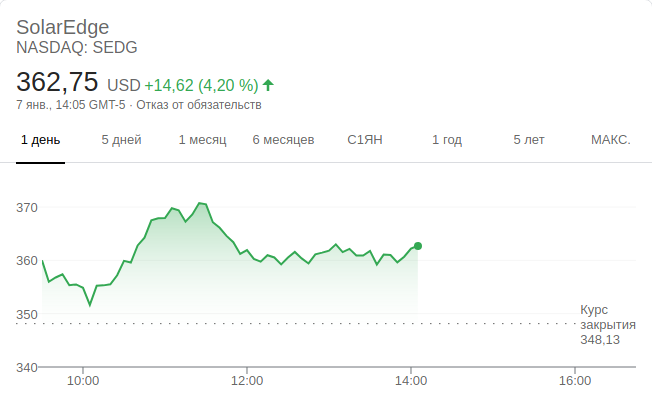 SolarEdge
NASDAQ: SEDG
362,75 USD +14,62 (4,20 %)
7 янв., 14:05 GMT-5 · Отказ от обязательств
1 день 5 дней 1 месяц 6 месяцев С1ЯН 1 год 5 лет МАКС.
370
360
350
Курс
закрытия
348,13
340
10:00 12:00 14:00 16:00